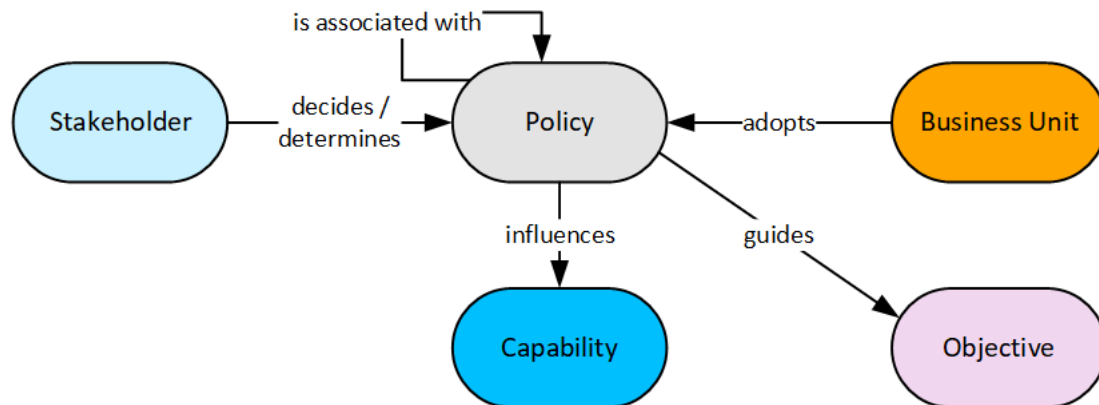 is associated with
Stakeholder
decides /
determines
Policy
adopts
Business Unit
influences
guides
Capability
Objective